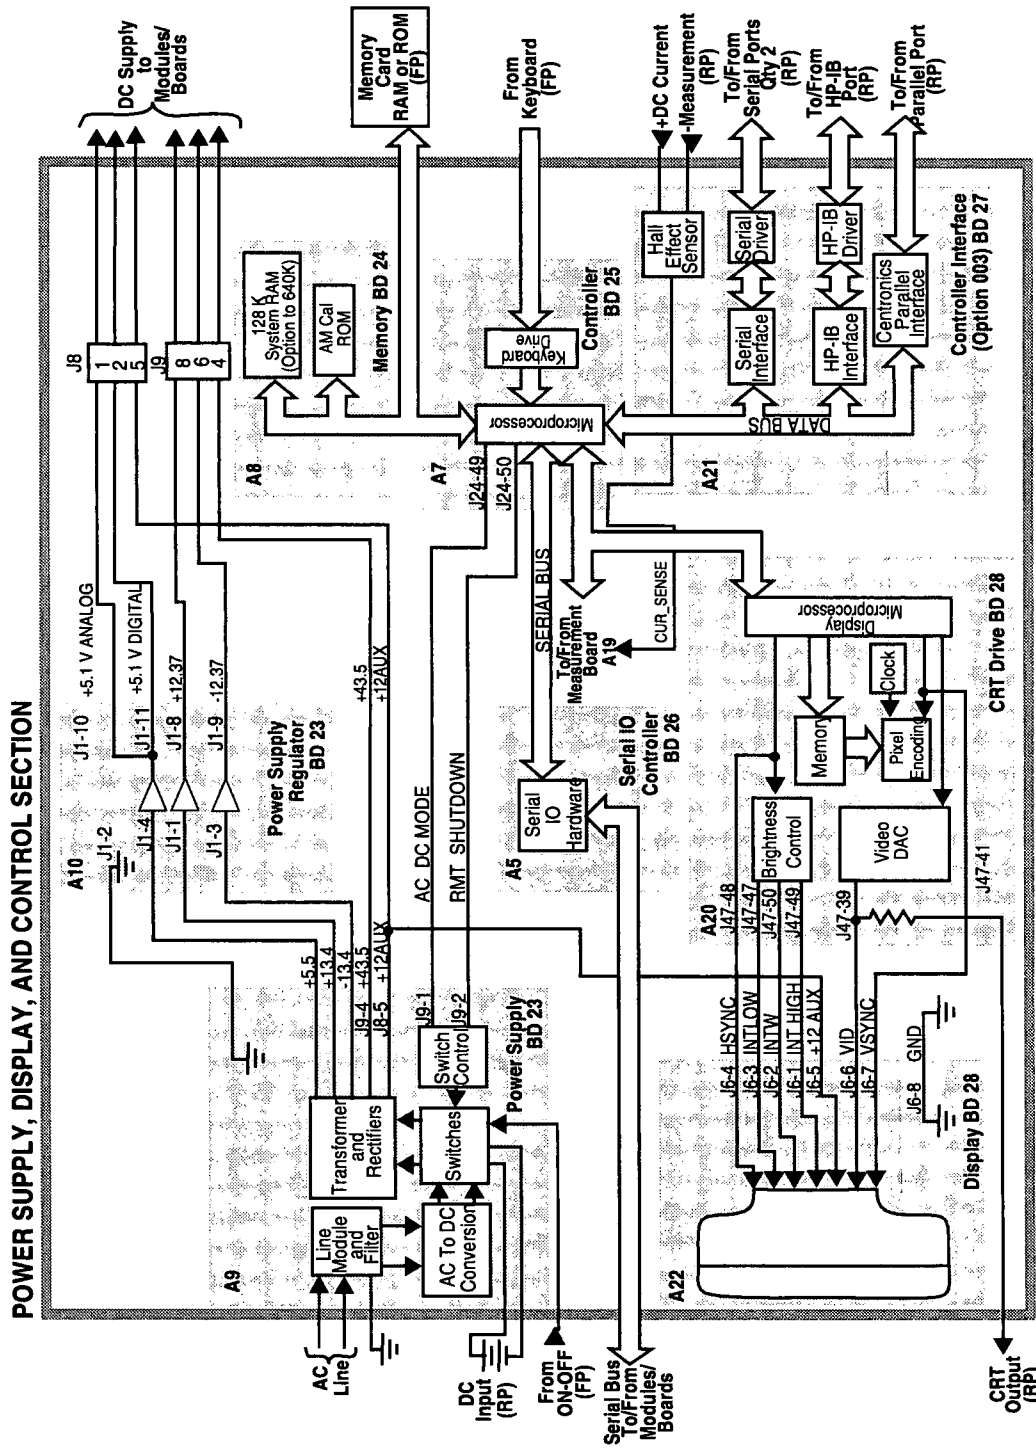 POWER SUPPLY, DISPLAY, AND CONTROL SECTION
AC
Line
DC
Input
(RP)
From
ON-OFF
(FP)
Serial Bus
To/From
Modules/
Boards
CRT
Output
(RP)
A9
Line
Module
and
Filter
AC To DC
Conversion
Transformer
and
Rectifiers
Switches
Switch
Control
Power Supply
BD 23
+5.5
+13.4
-13.4
+43.5
+12AUX
J9-4
J8-5
J9-1
J9-2
A10
J1-2
J1-4
J1-1
J1-3
J1-10
J1-11
J1-8
J1-9
Power Supply
Regulator
BD 23
+5.1 V ANALOG
+5.1 V DIGITAL
+12.37
-12.37
+43.5
+12AUX
J8
1
2
5
J9
8
6
4
DC Supply
to
Modules/
Boards
AC DC MODE
RMT SHUTDOWN
J24-49
J24-50
A8
128 K
System RAM
(Option to 640K)
AM Cal
ROM
Memory BD 24
Memory
Card
RAM or ROM
(FP)
A7
Microprocessor
Keyboard
Drive
Controller
BD 25
From
Keyboard
(FP)
A5
Serial
IO
Hardware
Serial IO
Controller
BD 26
SERIAL BUS
To/From
Measurement
Board
A19
CUR_SENSE
A21
DATA BUS
Hall
Effect
Sensor
+DC Current
-Measurement
(RP)
Serial
Interface
Serial
Driver
To/From
Serial Ports
Qty 2
(RP)
HP-IB
Interface
HP-IB
Driver
To/From
HP-IB
Port
(RP)
Centronics
Parallel
Interface
To/From
Parallel Port
(RP)
Controller Interface
(Option 003) BD 27
A20
J47-48
J47-47
J47-50
J47-49
J47-39
J47-41
Brightness
Control
Video
DAC
Memory
Pixel
Encoding
Clock
Display
Microprocessor
CRT Drive BD 28
A22
J6-4 HSYNC
J6-3 INTLOW
J6-2 INTW
J6-1 INT HIGH
J6-5 +12 AUX
J6-6 VID
J6-7 VSYNC
J6-8 GND
Display BD 28